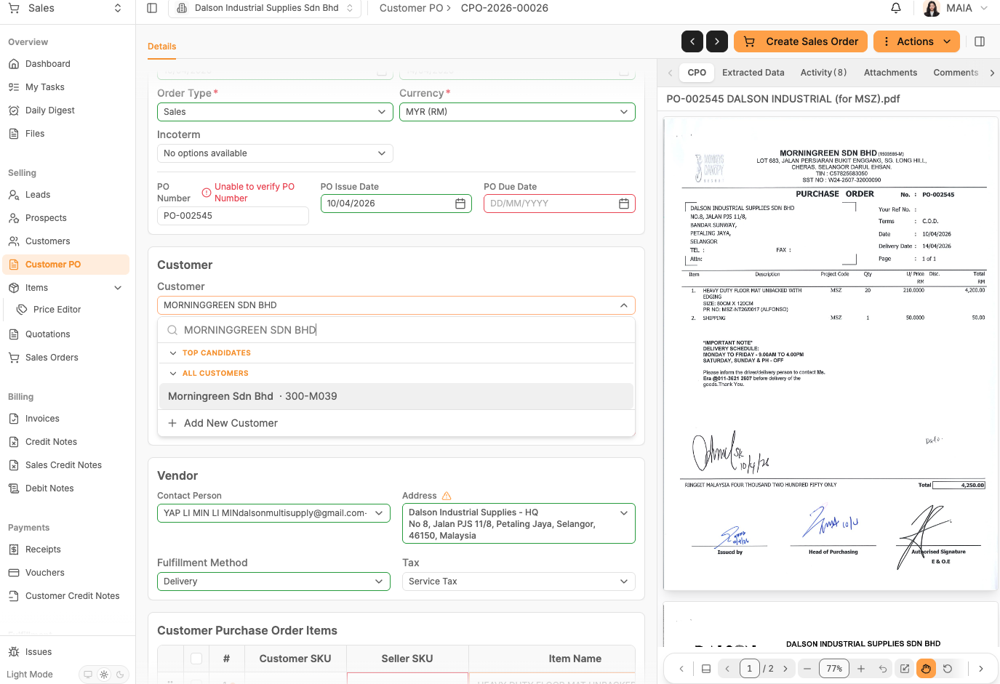 Sales
Dalson Industrial Supplies Sdn Bhd
Customer PO > CPO-2026-00026
MAIA
Overview
Dashboard
My Tasks
Daily Digest
Files
Selling
Leads
Prospects
Customers
Customer PO
Items
Price Editor
Quotations
Sales Orders
Billing
Invoices
Credit Notes
Sales Credit Notes
Debit Notes
Payments
Receipts
Vouchers
Customer Credit Notes
Issues
Light Mode
Details
Create Sales Order
Actions
Order Type*
Currency*
Sales
MYR (RM)
Incoterm
No options available
PO Number
Unable to verify PO Number
PO Issue Date
PO Due Date
PO-002545
10/04/2026
DD/MM/YYYY
Customer
Customer
MORNINGGREEN SDN BHD
MORNINGGREEN SDN BHD
TOP CANDIDATES
ALL CUSTOMERS
Morningreen Sdn Bhd · 300-M039
+ Add New Customer
Vendor
Contact Person
Address
YAP LI MIN LI MINdalsonmultisupply@gmail.com-
Dalson Industrial Supplies - HQ
No 8, Jalan PJS 11/8, Petaling Jaya, Selangor,
46150, Malaysia
Fulfillment Method
Tax
Delivery
Service Tax
Customer Purchase Order Items
# Customer SKU Seller SKU Item Name
HEAVY DUTY FLOOR MAT UNBACKED
CPO
Extracted Data
Activity(8)
Attachments
Comments
PO-002545 DALSON INDUSTRIAL (for MSZ).pdf
MONKEYS
CANOPY
RESORT
MORNINGREEN SDN BHD (1503585-M)
LOT 683, JALAN PERSIARAN BUKIT ENGGANG, SG. LONG HILL,
CHERAS, SELANGOR DARUL EHSAN.
TIN : C57825683050
SST NO : W24-2507-32000090
PURCHASE ORDER
No. : PO-002545
DALSON INDUSTRIAL SUPPLIES SDN BHD
NO.8, JALAN PJS 11/8,
BANDAR SUNWAY,
PETALING JAYA,
SELANGOR
TEL : FAX :
Attn:
Your Ref No. :
Terms : C.O.D.
Date : 10/04/2026
Delivery Date : 14/04/2026
Page : 1 of 1
Item Description Project Code Qty U/ Price Disc. Total
RM RM
1. HEAVY DUTY FLOOR MAT UNBACKED WITH MSZ 20 210.0000 4,200.00
EDGING
SIZE: 80CM X 120CM
PR NO: MSZ-NT26/0017 (ALFONSO)
2. SHIPPING MSZ 1 50.0000 50.00
"IMPORTANT NOTE"
DELIVERY SCHEDULE:
MONDAY TO FRIDAY - 9.00AM TO 4.00PM
SATURDAY, SUNDAY & PH - OFF
Please inform the driver/delivery person to contact Ms.
Era @011-3621 2607 before delivery of the
goods.Thank You.
10/4/26
RINGGIT MALAYSIA FOUR THOUSAND TWO HUNDRED FIFTY ONLY
Total 4,250.00
Issued by
Head of Purchasing
Authorised Signature
E & O.E
DALSON INDUSTRIAL SUPPLIES SDN BHD
1 / 2
77%